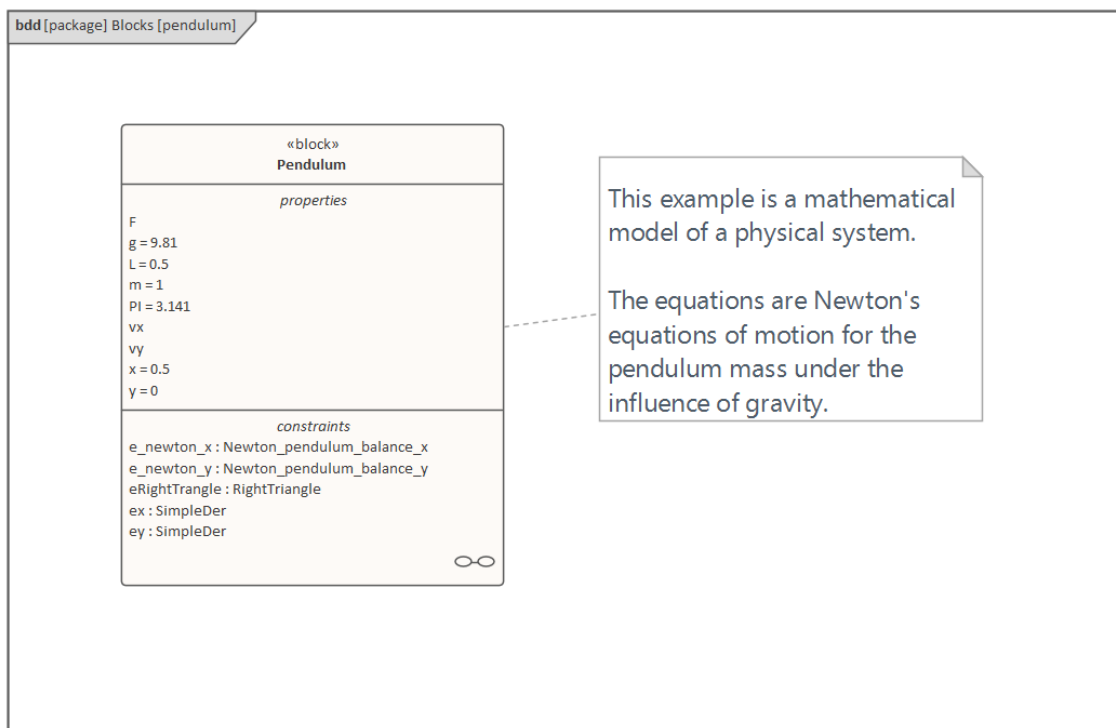 bdd [package] Blocks [pendulum]
«block»
Pendulum
properties
F
g = 9.81
L = 0.5
m = 1
PI = 3.141
vx
vy
x = 0.5
y = 0
constraints
e_newton_x : Newton_pendulum_balance_x
e_newton_y : Newton_pendulum_balance_y
eRightTrangle : RightTriangle
ex : SimpleDer
ey : SimpleDer
This example is a mathematical
model of a physical system.
The equations are Newton's
equations of motion for the
pendulum mass under the
influence of gravity.